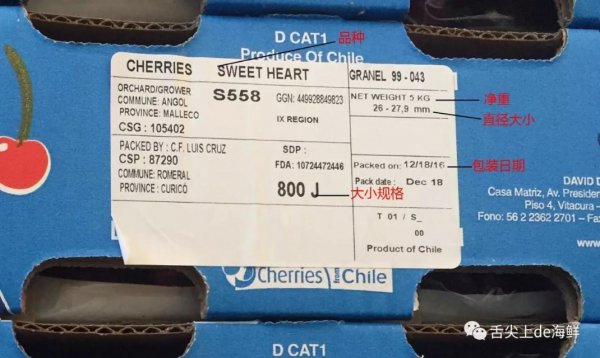 D CAT1
Produce Of Chile
品种
CHERRIES SWEET HEART
GRANEL 99 - 043
ORCHARD/GROWER
S558
GGN: 449928849823
NET WEIGHT 5 KG
净重
COMMUNE: ANGOL
26 - 27,9 mm
直径大小
PROVINCE: MALLECO
IX REGION
CSG : 105402
PACKED BY : C.F. LUIS CRUZ
SDP :
CSP : 87290
FDA: 10724472446
Packed on: 12/18/16
包装日期
COMMUNE: ROMERAL
Pack date : Dec 18
PROVINCE : CURICÓ
800 J
大小规格
DAVID D
Casa Matriz, Av. Presiden
Piso 4, Vitacura –
Fono: 56 2 2362 2701 – F
T 01 / S_
00
Product of Chile
Cherries from Chile
舌尖上de海鲜
D CAT1